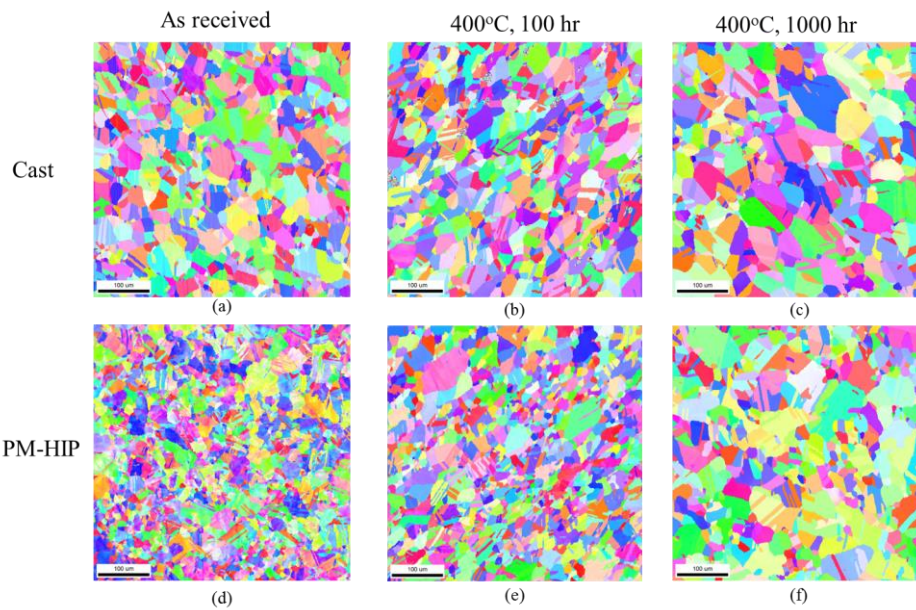 As received
400°C, 100 hr
400°C, 1000 hr
Cast
100 um
100 um
100 um
(a)
(b)
(c)
PM-HIP
100 um
100 um
100 um
(d)
(e)
(f)